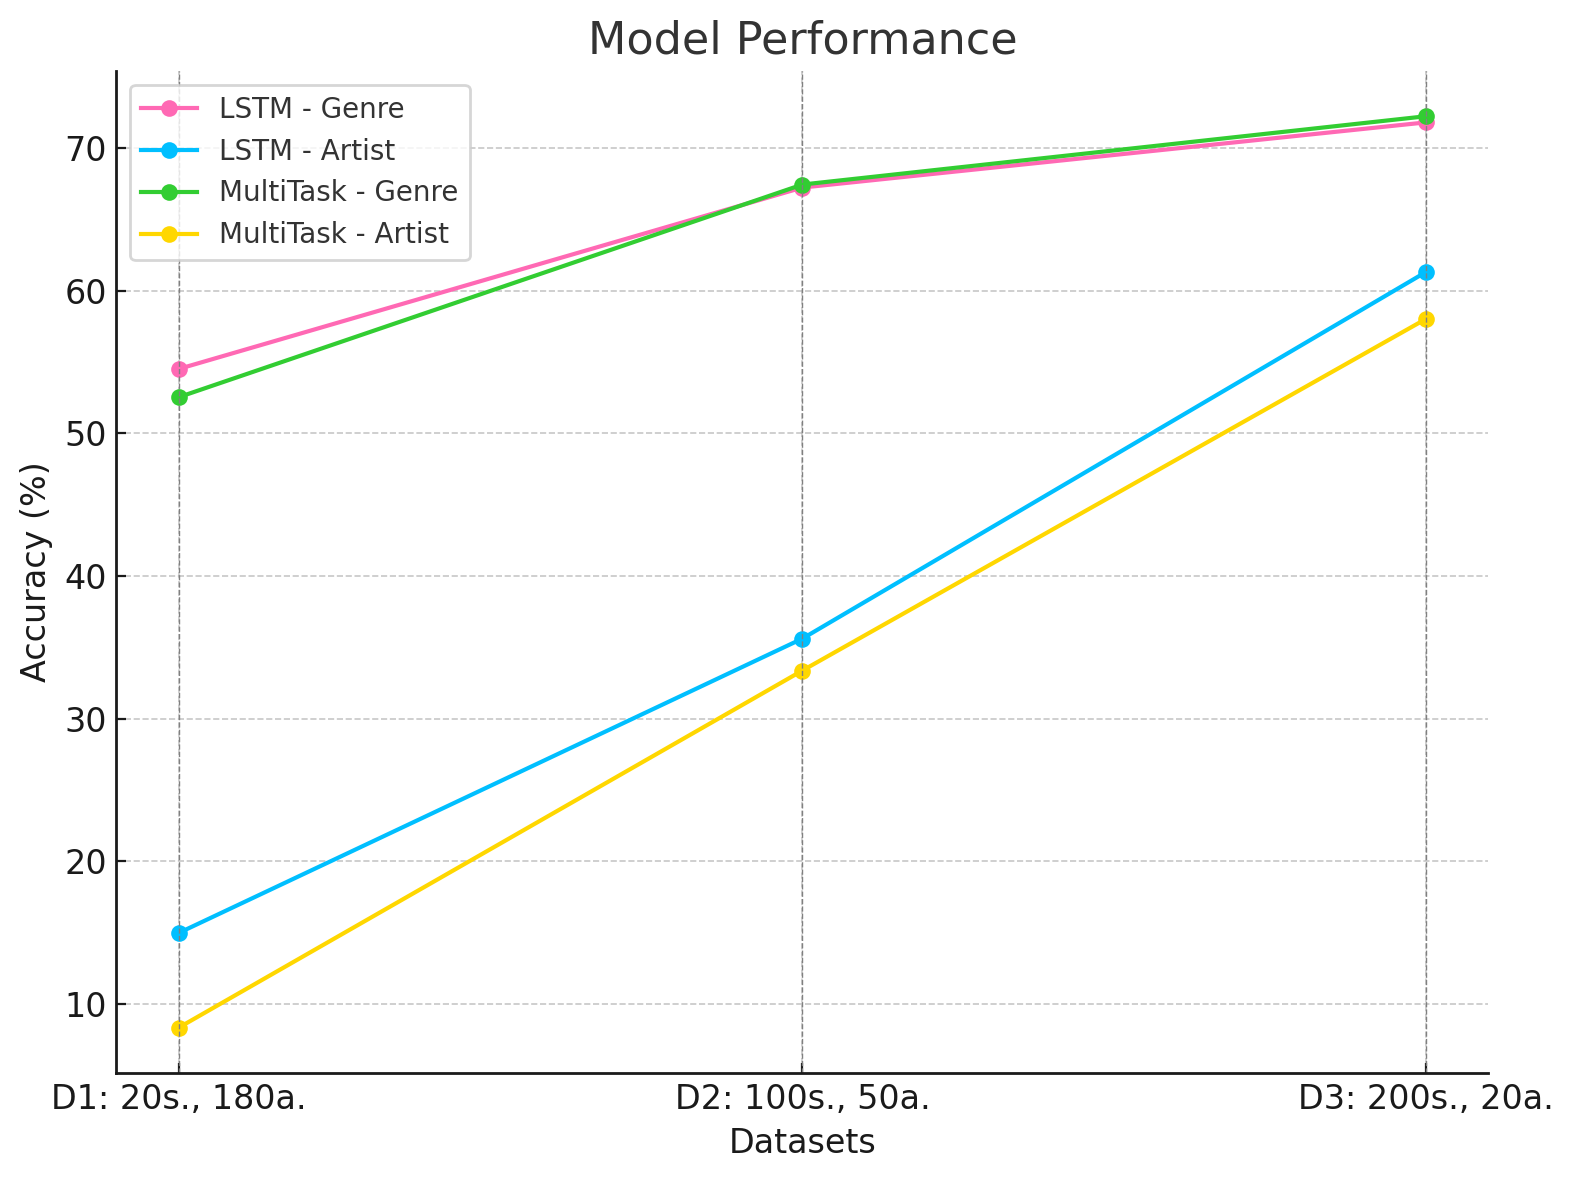 Model Performance
LSTM - Genre
LSTM - Artist
MultiTask - Genre
MultiTask - Artist
Accuracy (%)
70
60
50
40
30
20
10
D1: 20s., 180a.
D2: 100s., 50a.
D3: 200s., 20a.
Datasets